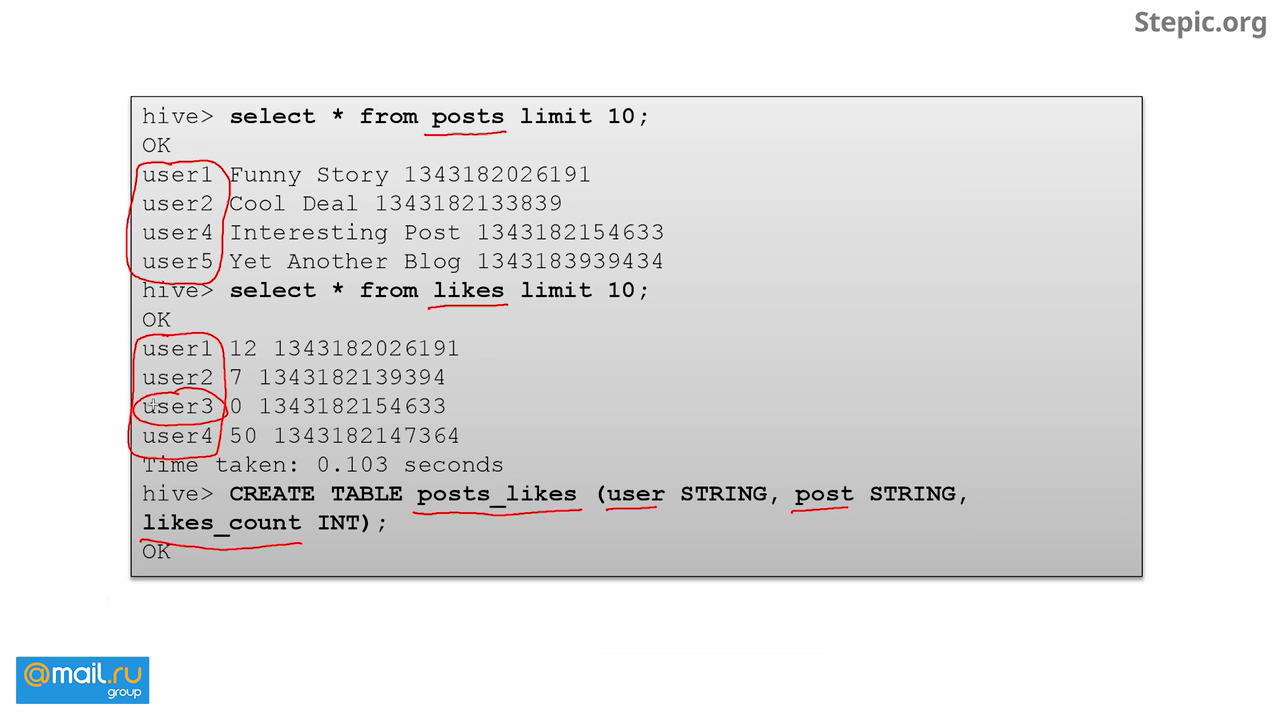 Stepic.org
hive> select * from posts limit 10;
OK
user1 Funny Story 1343182026191
user2 Cool Deal 1343182133839
user4 Interesting Post 1343182154633
user5 Yet Another Blog 1343183939434
hive> select * from likes limit 10;
OK
user1 12 1343182026191
user2 7 1343182139394
user3 0 1343182154633
user4 50 1343182147364
Time taken: 0.103 seconds
hive> CREATE TABLE posts_likes (user STRING, post STRING,
likes_count INT);
OK
@mail.ru
group